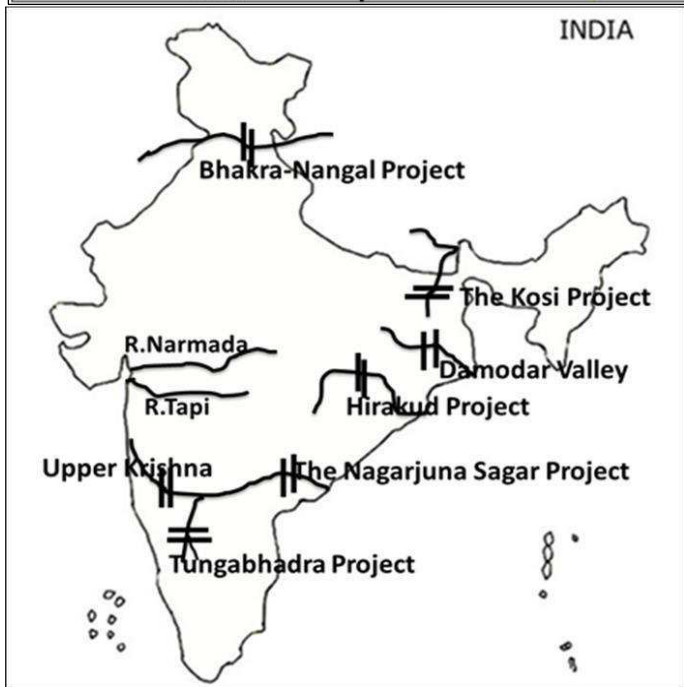 INDIA
Bhakra-Nangal Project
The Kosi Project
R.Narmada
Damodar Valley
R.Tapi
Hirakud Project
Upper Krishna
The Nagarjuna Sagar Project
Tungabhadra Project